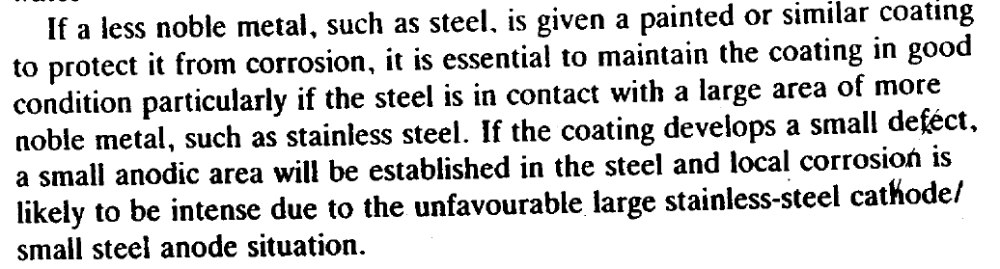 If a less noble metal, such as steel, is given a painted or similar coating
to protect it from corrosion, it is essential to maintain the coating in good
condition particularly if the steel is in contact with a large area of more
noble metal, such as stainless steel. If the coating develops a small defect,
a small anodic area will be established in the steel and local corrosion is
likely to be intense due to the unfavourable large stainless-steel cathode/
small steel anode situation.